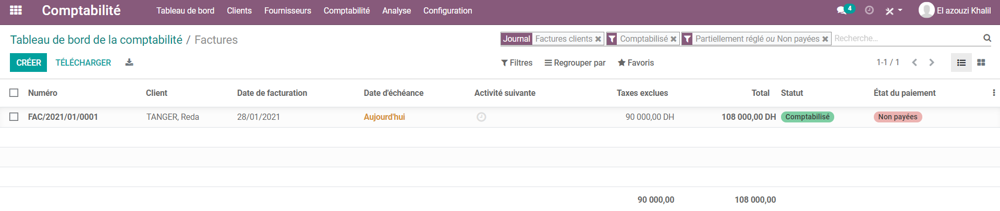 Comptabilité Tableau de bord Clients Fournisseurs Comptabilité Analyse Configuration 4 El azouzi Khalil
Tableau de bord de la comptabilité / Factures Journal Factures clients Comptabilisé Partiellement réglé ou Non payées Recherche...
CRÉER TÉLÉCHARGER Filtres Regrouper par Favoris 1-1 / 1
Numéro Client Date de facturation Date d'échéance Activité suivante Taxes exclues Total Statut État du paiement
FAC/2021/01/0001 TANGER, Reda 28/01/2021 Aujourd'hui 90 000,00 DH 108 000,00 DH Comptabilisé Non payées
90 000,00 108 000,00